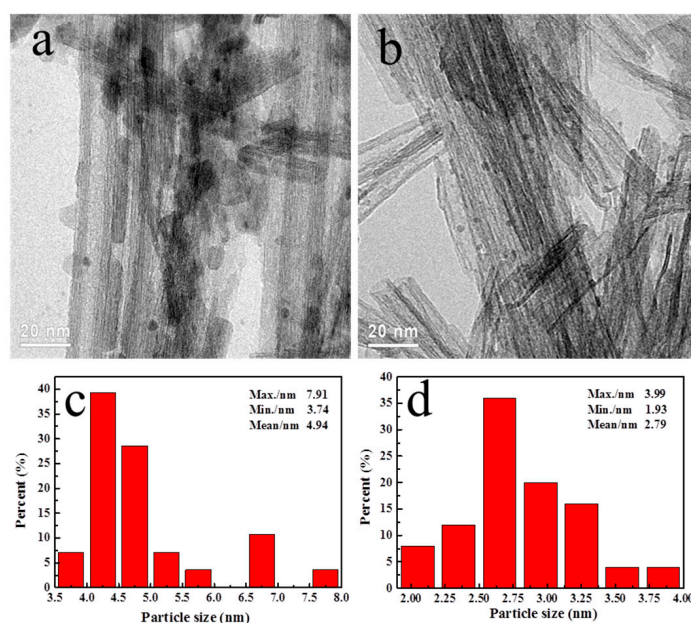 a
b
20 nm
20 nm
c
Max./nm 7.91
Min./nm 3.74
Mean/nm 4.94
Percent (%)
40
35
30
25
20
15
10
5
0
3.5 4.0 4.5 5.0 5.5 6.0 6.5 7.0 7.5 8.0
Particle size (nm)
d
Max./nm 3.99
Min./nm 1.93
Mean/nm 2.79
Percent (%)
40
35
30
25
20
15
10
5
0
2.00 2.25 2.50 2.75 3.00 3.25 3.50 3.75 4.00
Particle size (nm)